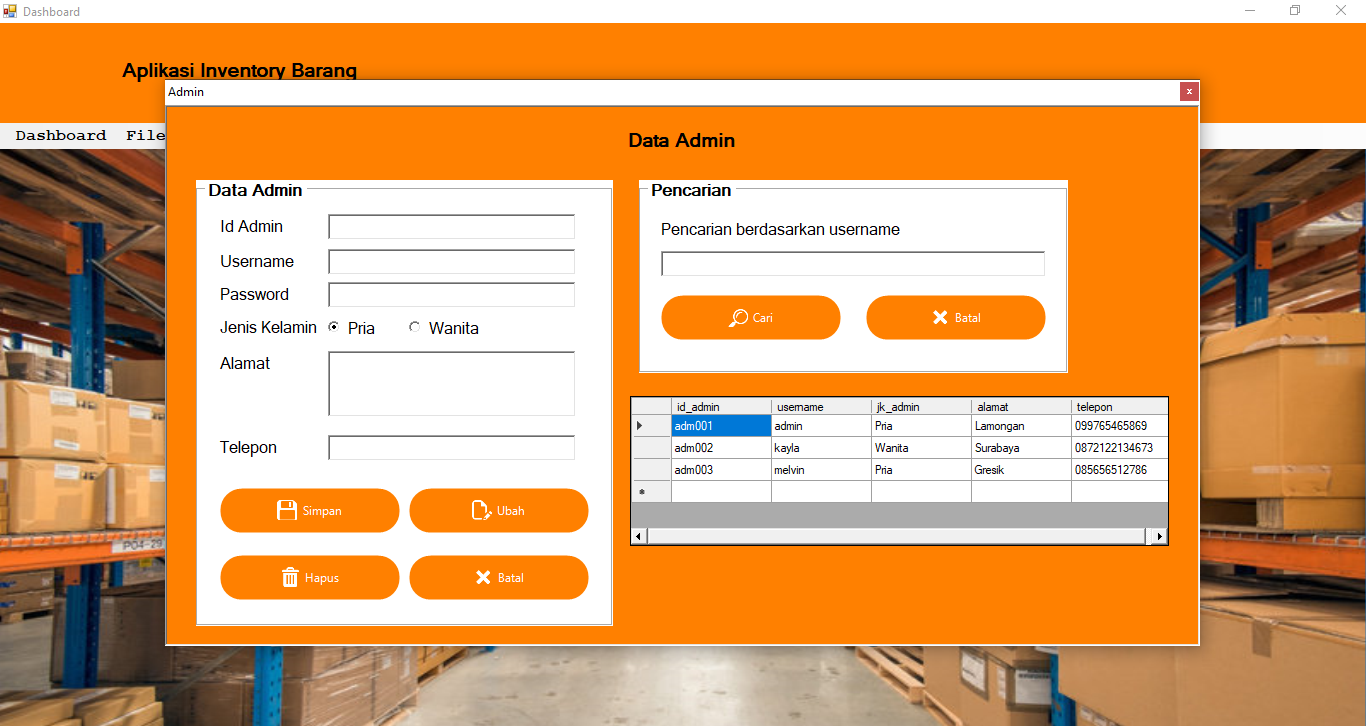 Dashboard
Aplikasi Inventory Barang
Admin
Dashboard File
Data Admin
Data Admin
Id Admin
Username
Password
Jenis Kelamin Pria Wanita
Alamat
Telepon
Simpan Ubah
Hapus Batal
Pencarian
Pencarian berdasarkan username
Cari Batal
id_admin username jk_admin alamat telepon
adm001 admin Pria Lamongan 099765465869
adm002 kayla Wanita Surabaya 0872122134673
adm003 melvin Pria Gresik 085656512786
PO4-29